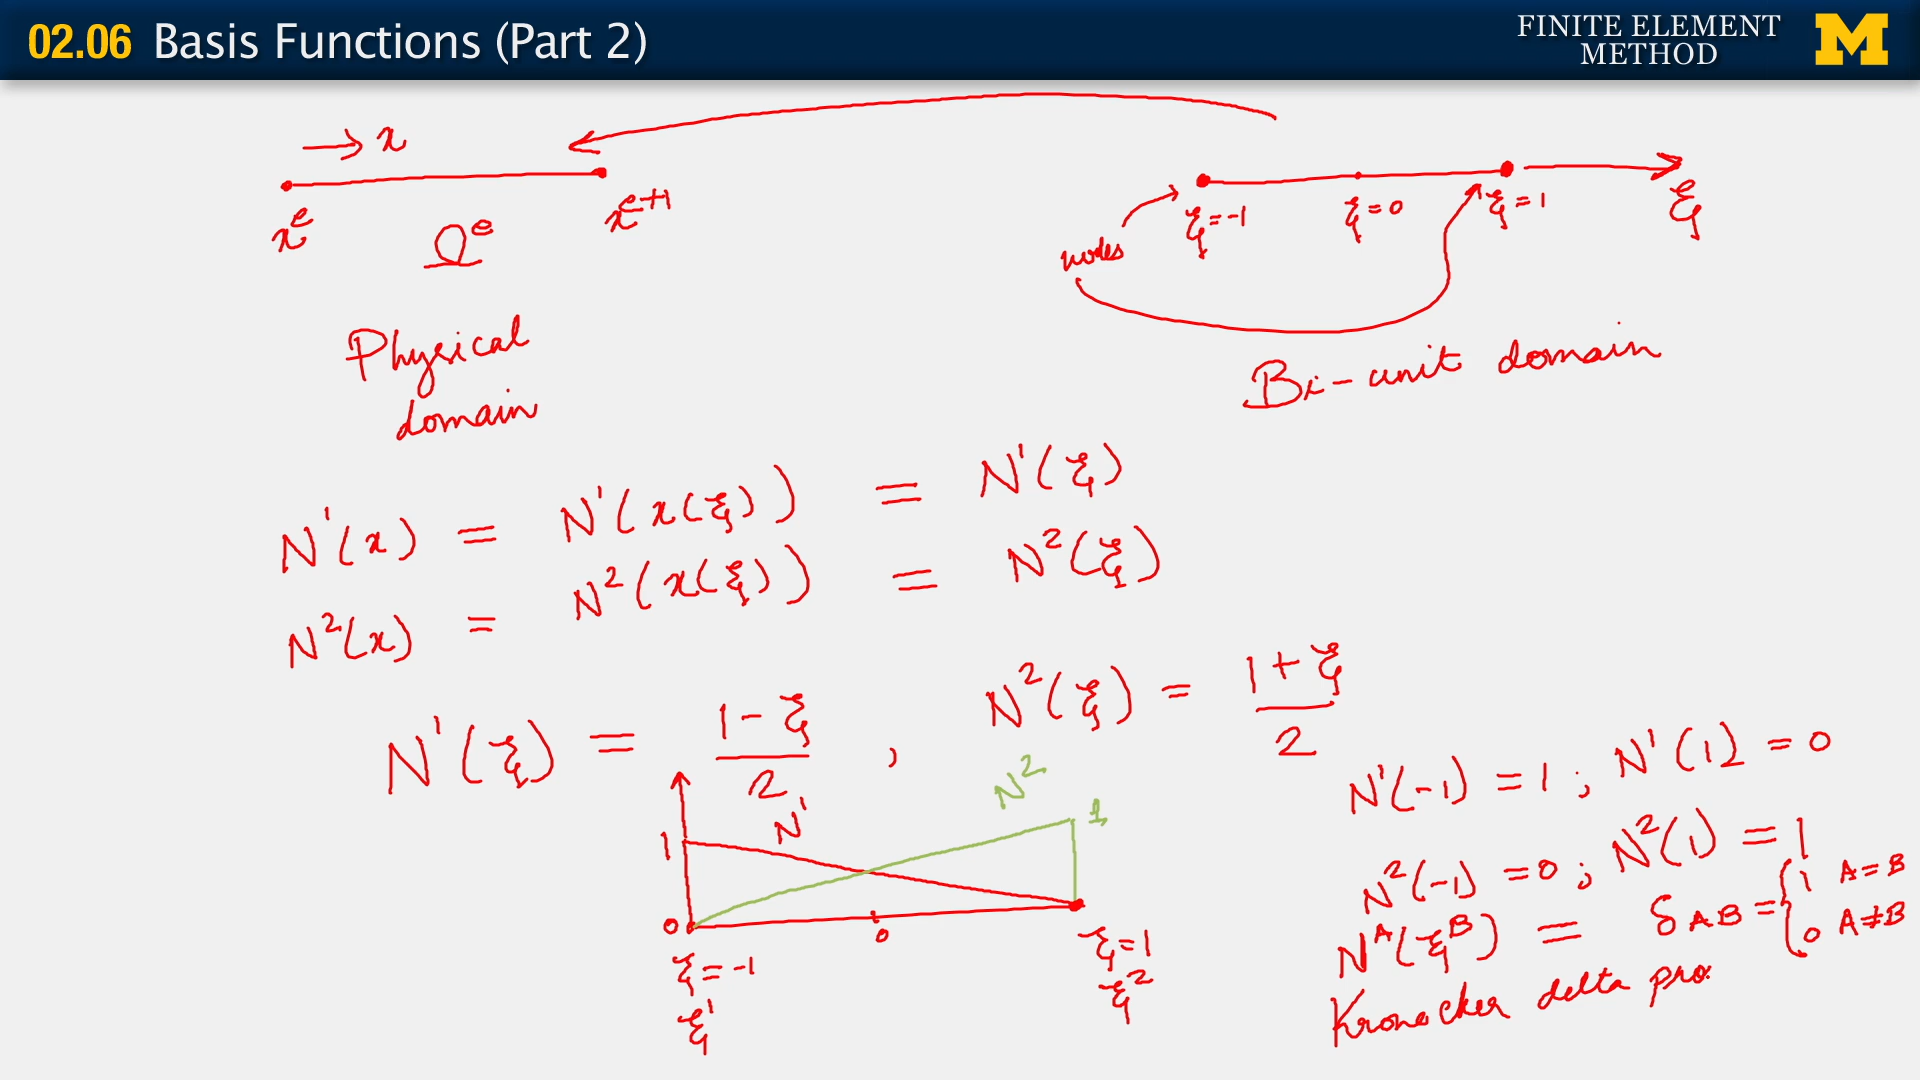 02.06 Basis Functions (Part 2)
FINITE ELEMENT
METHOD
→ x
xᵉ
xᵉ⁺¹
Ωᵉ
ξ=-1
ξ=0
ξ=1
ξ
nodes
Physical
domain
Bi-unit domain
N¹(x) = N¹(x(ξ)) = N¹(ξ)
N²(x) = N²(x(ξ)) = N²(ξ)
N¹(ξ) = (1-ξ)/2 , N²(ξ) = (1+ξ)/2
N¹
N²
1
1
0
0
ξ=-1
ξ¹
ξ=1
ξ²
N¹(-1) = 1 ; N¹(1) = 0
N²(-1) = 0 ; N²(1) = 1
N^A(ξ^B) = δ_AB = { 1 A=B
0 A≠B
Kronecker delta pro